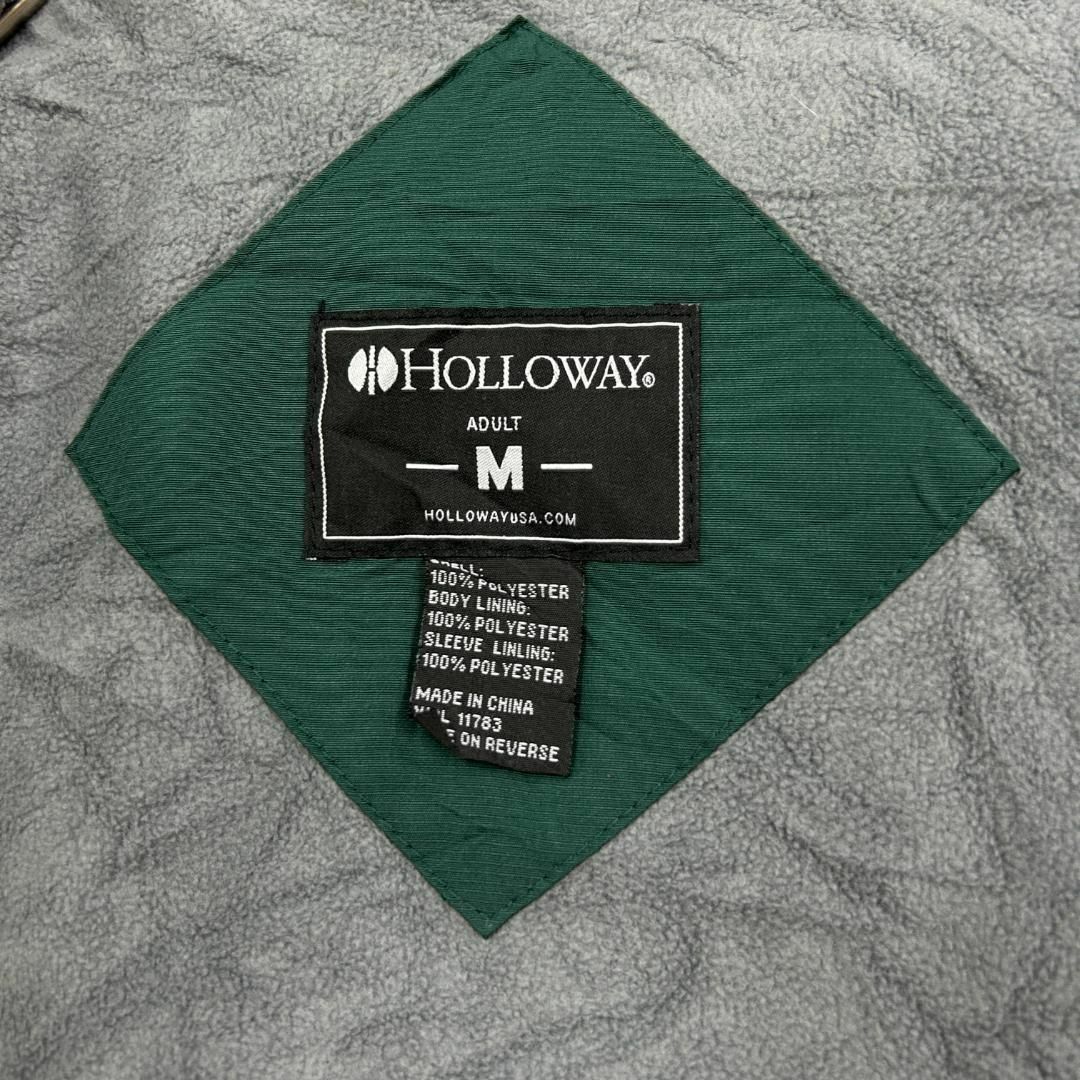 HOLLOWAY®
ADULT
M
HOLLOWAYUSA.COM
100% POLYESTER
BODY LINING:
100% POLYESTER
SLEEVE LINLING:
100% POLYESTER
MADE IN CHINA
11783
ON REVERSE